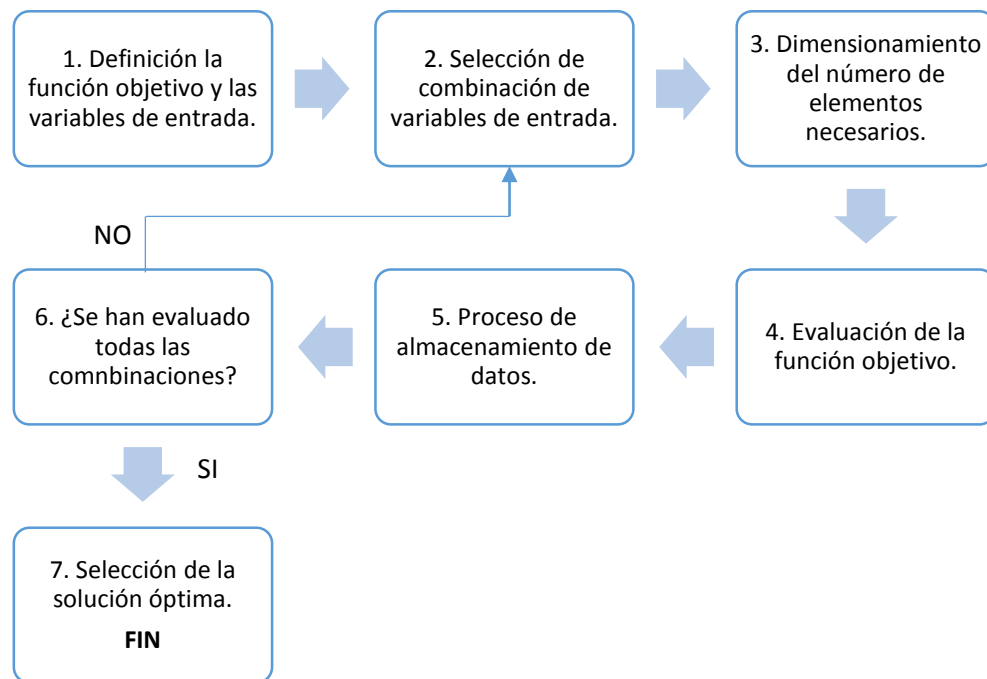 1. Definición la
función objetivo y las
variables de entrada.
2. Selección de
combinación de
variables de entrada.
3. Dimensionamiento
del número de
elementos
necesarios.
NO
6. ¿Se han evaluado
todas las
comnbinaciones?
5. Proceso de
almacenamiento de
datos.
4. Evaluación de la
función objetivo.
SI
7. Selección de la
solución óptima.
FIN